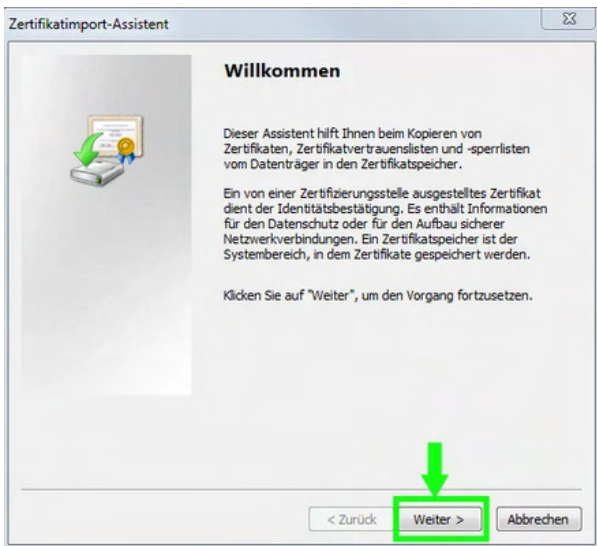 Zertifikatimport-Assistent
Willkommen
Dieser Assistent hilft Ihnen beim Kopieren von
Zertifikaten, Zertifikatvertrauenslisten und -sperrlisten
vom Datenträger in den Zertifikatspeicher.
Ein von einer Zertifizierungsstelle ausgestelltes Zertifikat
dient der Identitätsbestätigung. Es enthält Informationen
für den Datenschutz oder für den Aufbau sicherer
Netzwerkverbindungen. Ein Zertifikatspeicher ist der
Systembereich, in dem Zertifikate gespeichert werden.
Klicken Sie auf "Weiter", um den Vorgang fortzusetzen.
< Zurück Weiter > Abbrechen